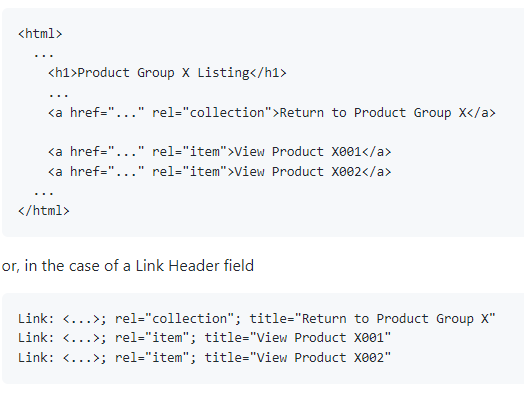 <html>
  ...
    <h1>Product Group X Listing</h1>
    ...
    <a href="..." rel="collection">Return to Product Group X</a>

    <a href="..." rel="item">View Product X001</a>
    <a href="..." rel="item">View Product X002</a>
  ...
</html>
or, in the case of a Link Header field
Link: <...>; rel="collection"; title="Return to Product Group X"
Link: <...>; rel="item"; title="View Product X001"
Link: <...>; rel="item"; title="View Product X002"